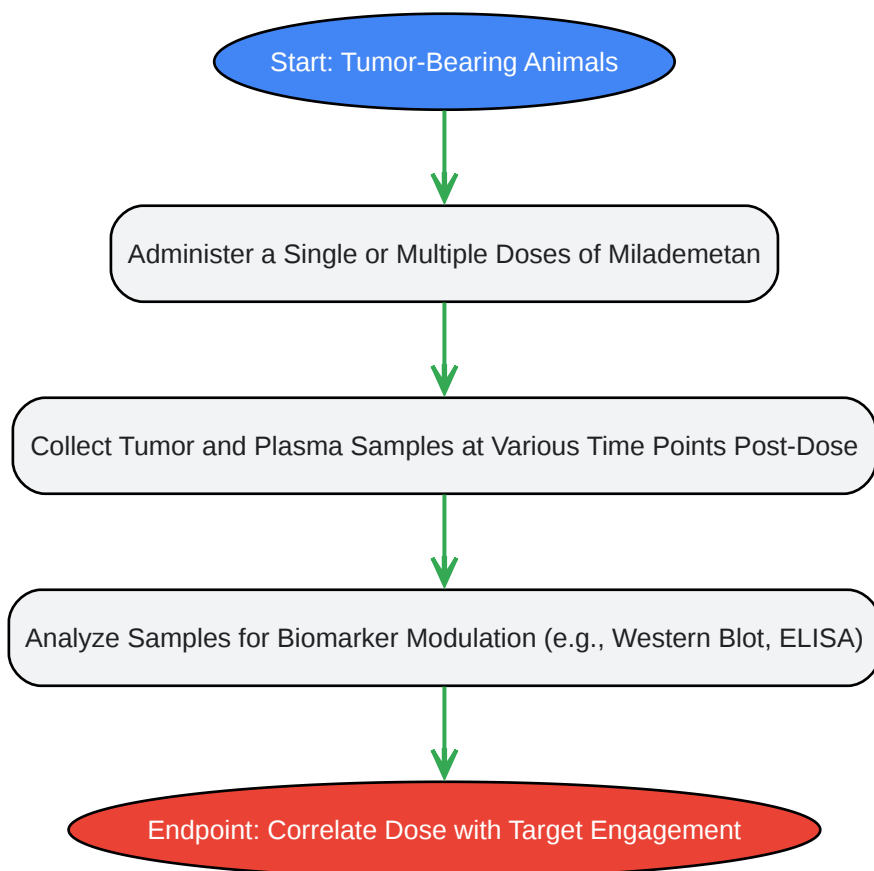 Start: Tumor-Bearing Animals
Administer a Single or Multiple Doses of Milademetan
Collect Tumor and Plasma Samples at Various Time Points Post-Dose
Analyze Samples for Biomarker Modulation (e.g., Western Blot, ELISA)
Endpoint: Correlate Dose with Target Engagement